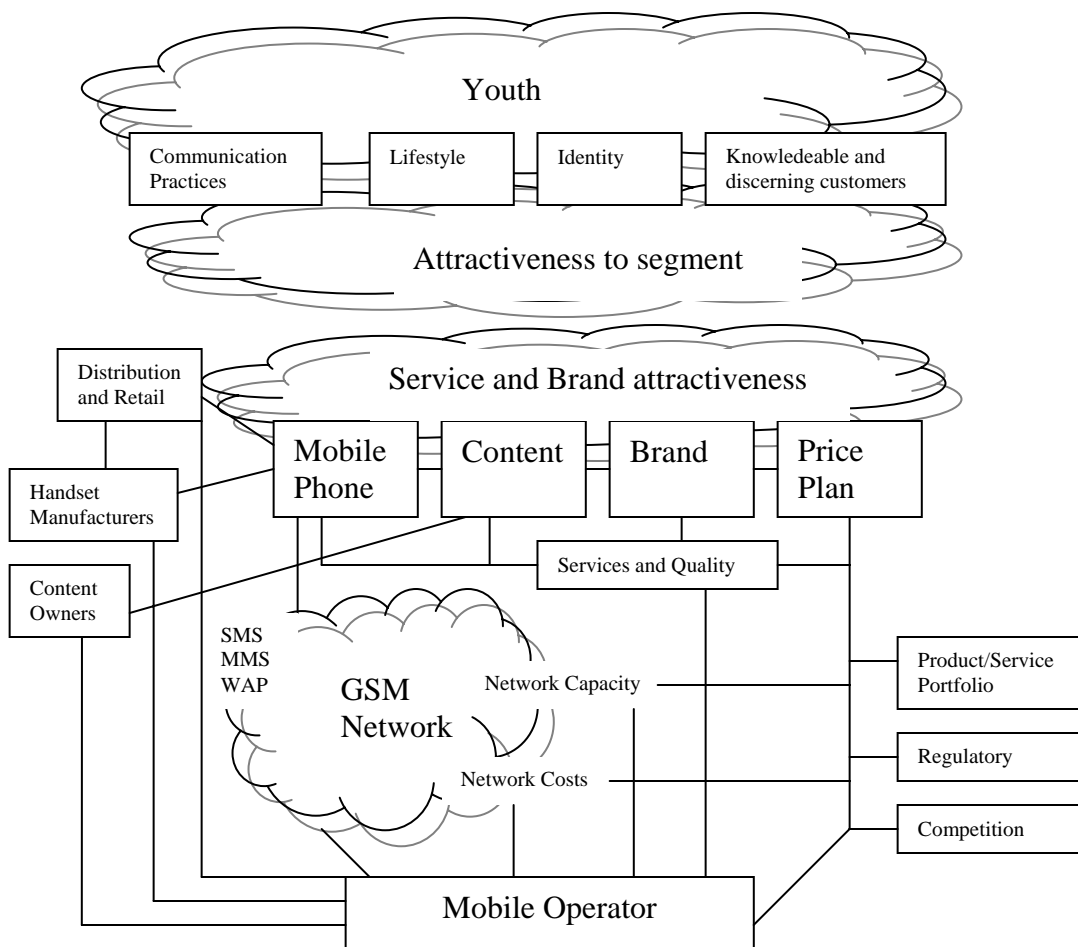 Youth
Communication
Practices
Lifestyle
Identity
Knowledeable and
discerning customers
Attractiveness to segment
Distribution
and Retail
Service and Brand attractiveness
Mobile
Phone
Content
Brand
Price
Plan
Handset
Manufacturers
Services and Quality
Content
Owners
SMS
MMS
WAP
GSM
Network
Network Capacity
Product/Service
Portfolio
Regulatory
Network Costs
Competition
Mobile Operator